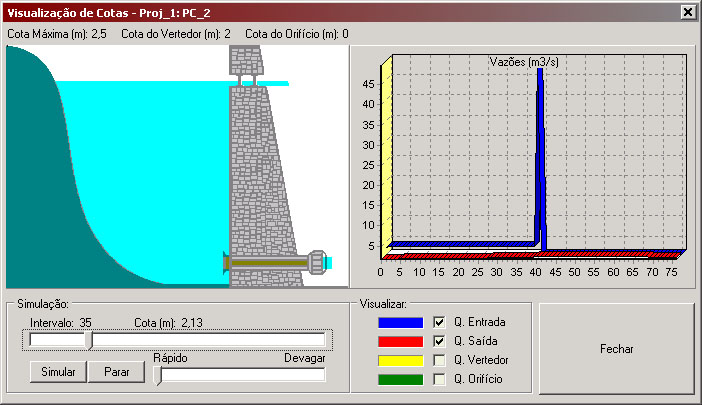 Visualização de Cotas - Proj_1: PC_2
Cota Máxima (m): 2,5 Cota do Vertedor (m): 2 Cota do Orifício (m): 0
Vazões (m3/s)
45
40
35
30
25
20
15
10
5
0 5 10 15 20 25 30 35 40 45 50 55 60 65 70 75
Simulação:
Intervalo: 35 Cota (m): 2,13
Rápido Devagar
Simular Parar
Visualizar:
Q. Entrada
Q. Saída
Q. Vertedor
Q. Orifício
Fechar